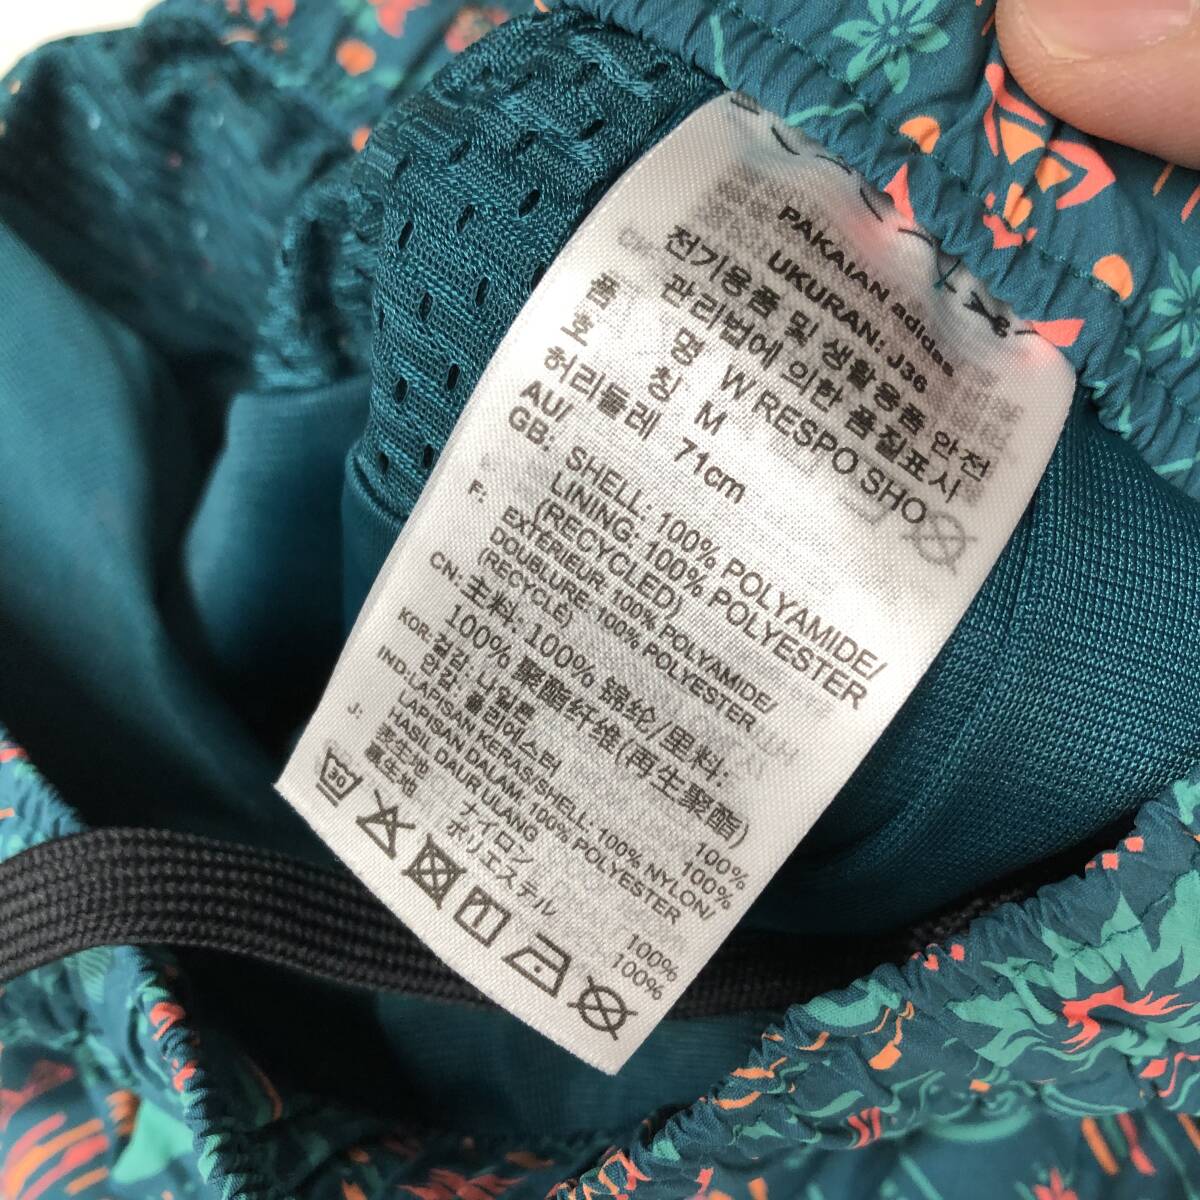 PAKAIAN adidas
UKURAN: J36
전기용품 및 생활용품 안전
관리법에 의한 품질표시
품 명 W RESPO SHO
호 칭 M
허리둘레 71cm
AU/
GB: SHELL: 100% POLYAMIDE/
LINING: 100% POLYESTER
(RECYCLED)
F: EXTÉRIEUR: 100% POLYAMIDE/
DOUBLURE: 100% POLYESTER
(RECYCLÉ)
CN: 主料: 100% 锦纶/里料:
100% 聚酯纤维(再生聚酯)
KOR: 겉감: 나일론 100%
안감: 폴리에스터 100%
IND: LAPISAN KERAS/SHELL: 100% NYLON/
LAPISAN DALAM: 100% POLYESTER
HASIL DAUR ULANG
J: 表生地 ナイロン 100%
裏生地 ポリエステル 100%
30